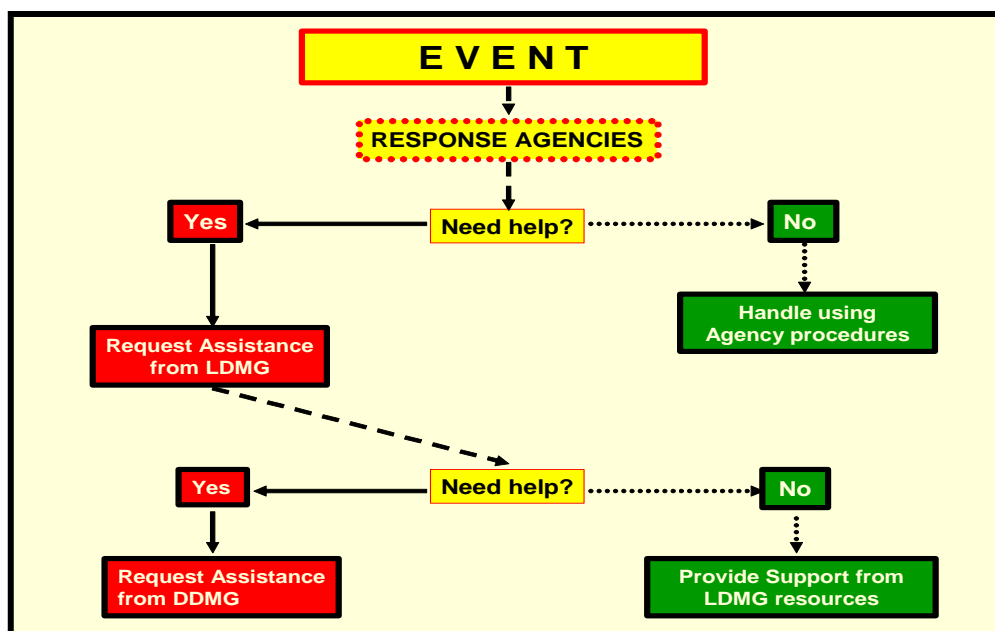 E V E N T
RESPONSE AGENCIES
Yes
Need help?
No
Handle using
Agency procedures
Request Assistance
from LDMG
Yes
Need help?
No
Request Assistance
from DDMG
Provide Support from
LDMG resources